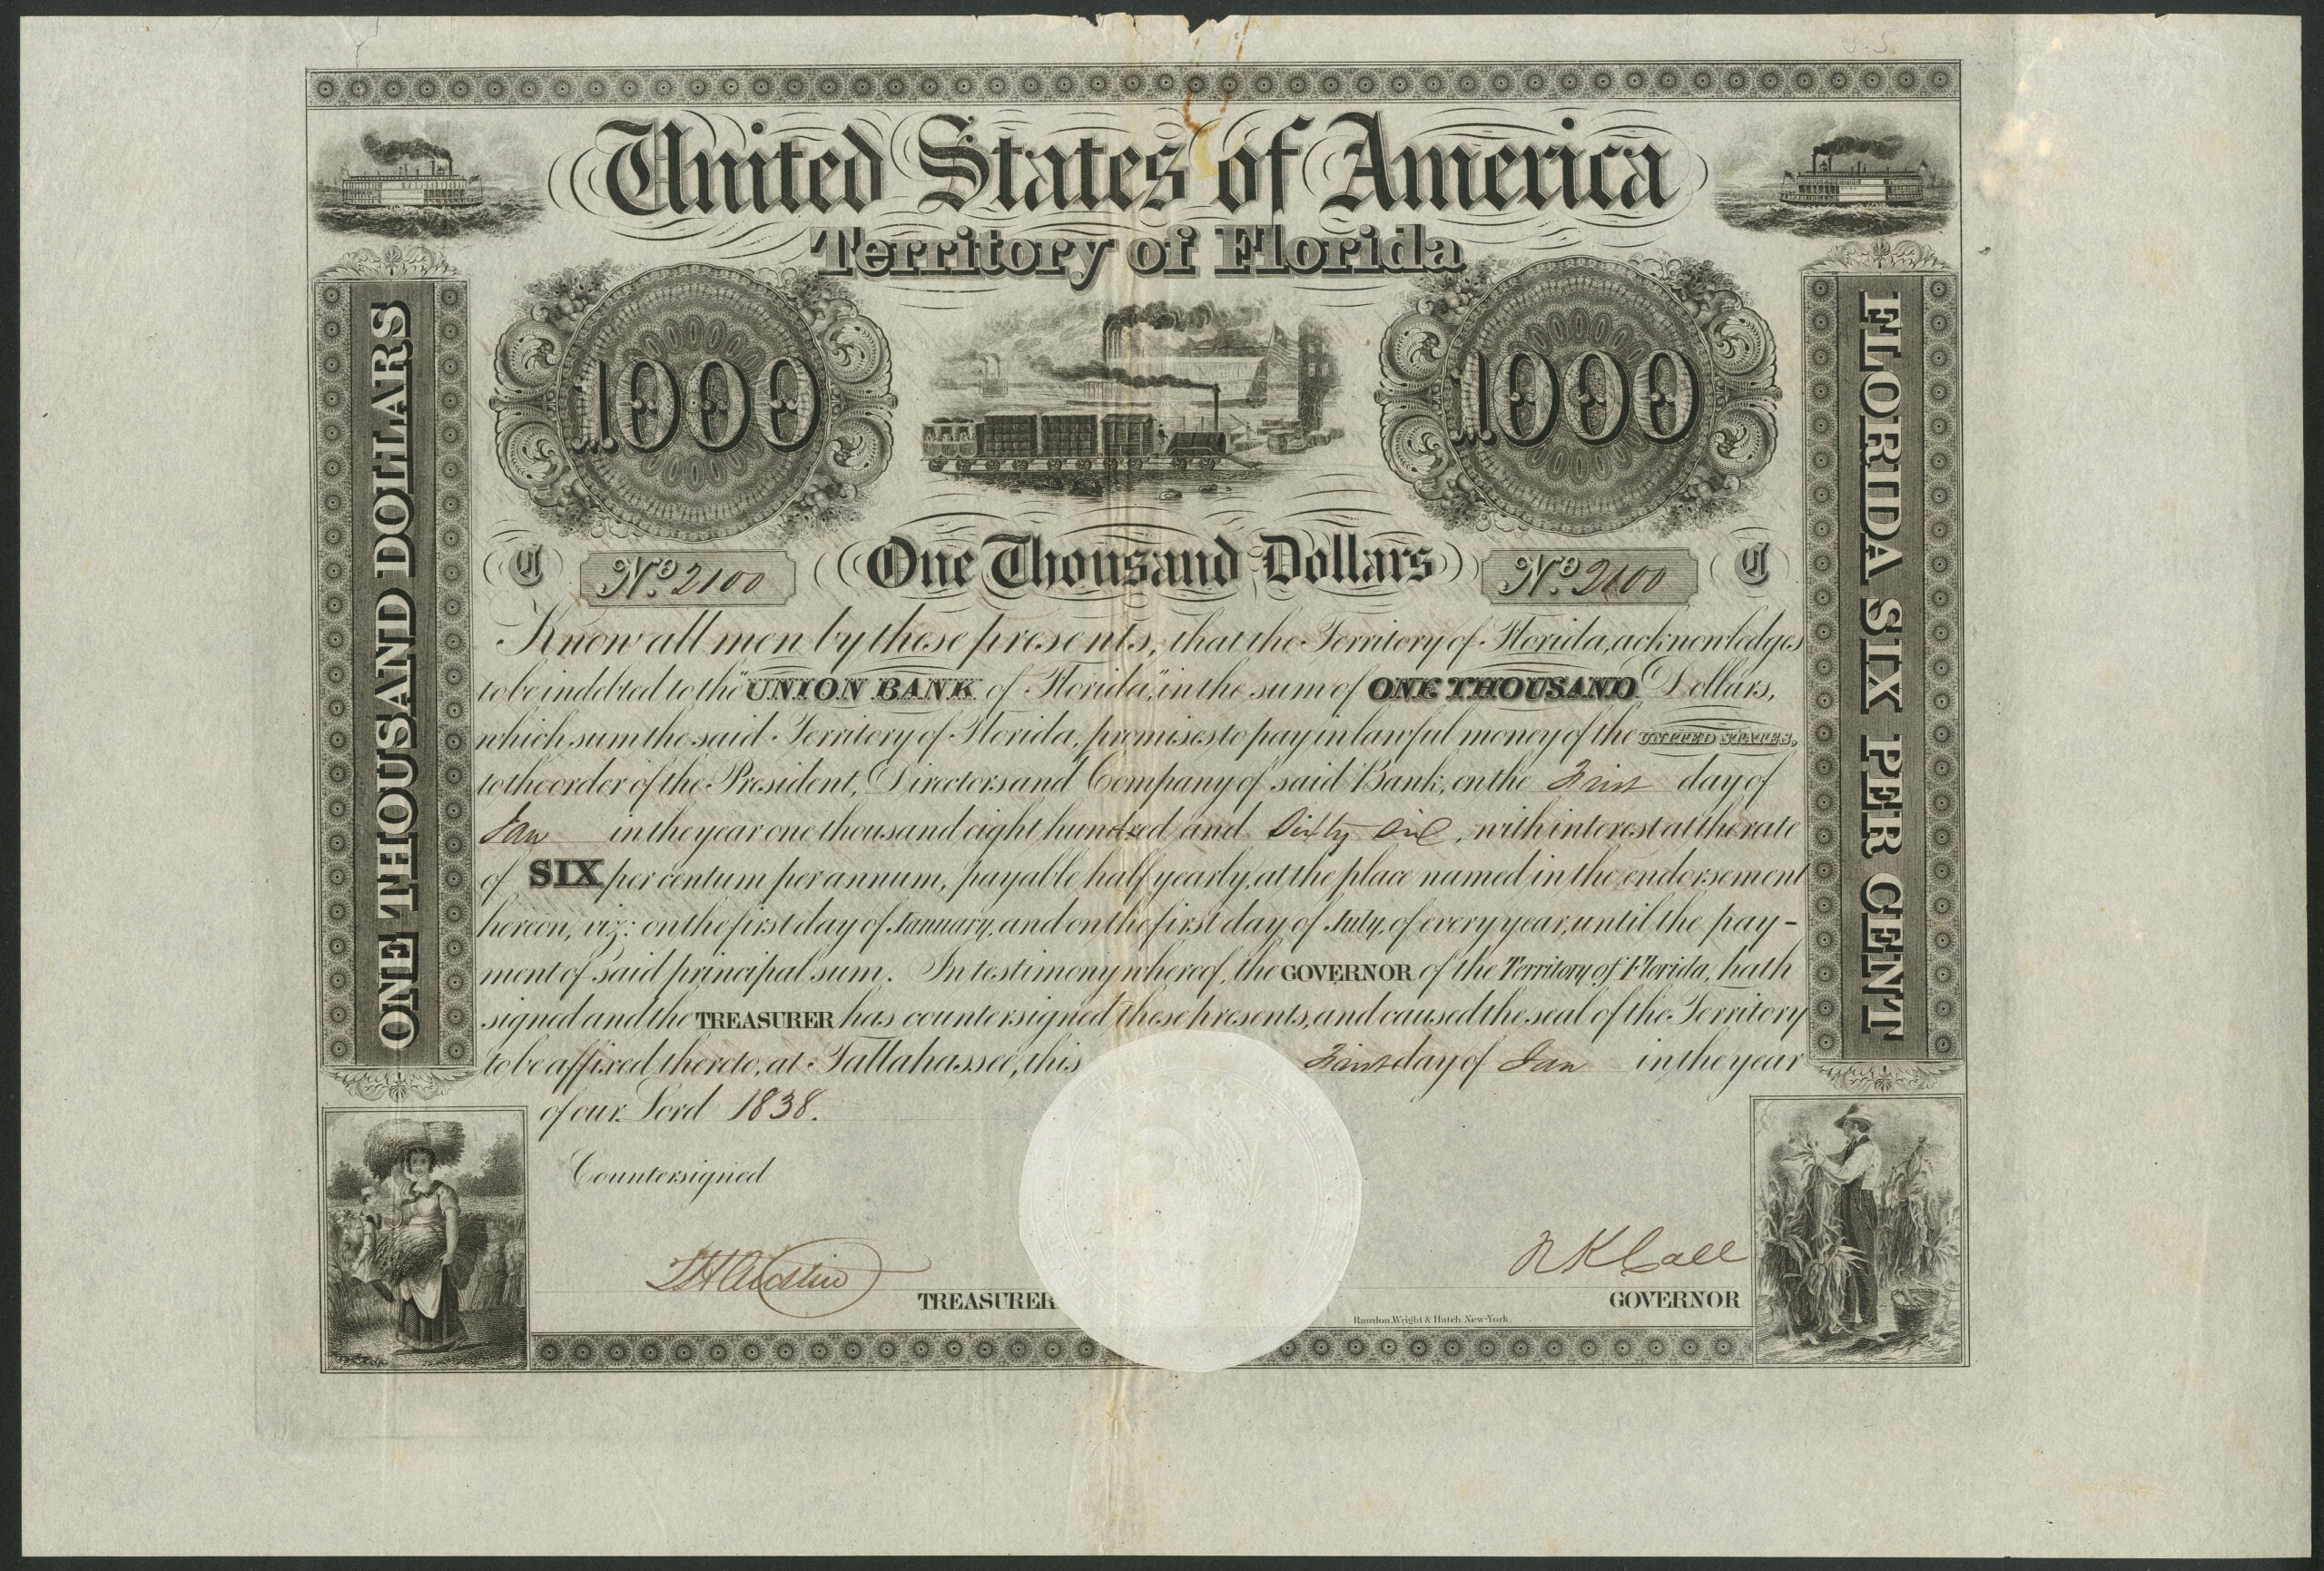 United States of America
Territory of Florida
1000 1000
ONE THOUSAND DOLLARS
FLORIDA SIX PER CENT
C No. 2100 One Thousand Dollars No. 2100 C
Know all men by these presents, that the Territory of Florida, acknowledges
to be indebted to the "UNION BANK of Florida," in the sum of ONE THOUSAND Dollars,
which sum the said Territory of Florida, promises to pay in lawful money of the UNITED STATES,
to the order of the President, Directors and Company of said Bank, on the First day of
Jan in the year one thousand eight hundred and Sixty Six, with interest at the rate
of SIX per centum per annum, payable half yearly, at the place named in the endorsement
hereon, viz: on the first day of January, and on the first day of July, of every year, until the pay-
ment of said principal sum. In testimony whereof, the GOVERNOR of the Territory of Florida, hath
signed and the TREASURER has countersigned these presents, and caused the seal of the Territory
to be affixed thereto, at Tallahassee, this First day of Jan in the year
of our Lord 1838.
Countersigned
R K Call
TREASURER
GOVERNOR
Rawdon, Wright & Hatch New-York.